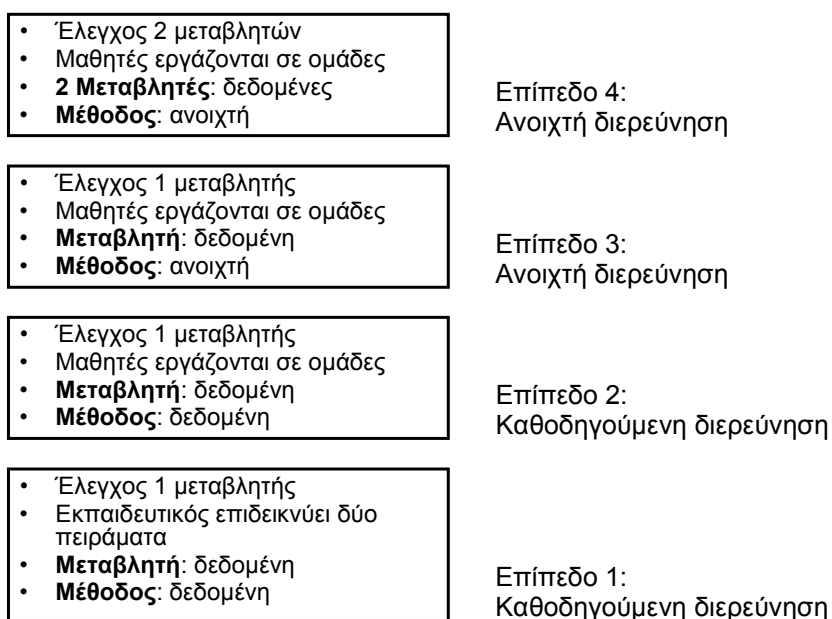 • Έλεγχος 2 μεταβλητών
• Μαθητές εργάζονται σε ομάδες
• 2 Μεταβλητές: δεδομένες
• Μέθοδος: ανοιχτή
Επίπεδο 4:
Ανοιχτή διερεύνηση
• Έλεγχος 1 μεταβλητής
• Μαθητές εργάζονται σε ομάδες
• Μεταβλητή: δεδομένη
• Μέθοδος: ανοιχτή
Επίπεδο 3:
Ανοιχτή διερεύνηση
• Έλεγχος 1 μεταβλητής
• Μαθητές εργάζονται σε ομάδες
• Μεταβλητή: δεδομένη
• Μέθοδος: δεδομένη
Επίπεδο 2:
Καθοδηγούμενη διερεύνηση
• Έλεγχος 1 μεταβλητής
• Εκπαιδευτικός επιδεικνύει δύο
πειράματα
• Μεταβλητή: δεδομένη
• Μέθοδος: δεδομένη
Επίπεδο 1:
Καθοδηγούμενη διερεύνηση